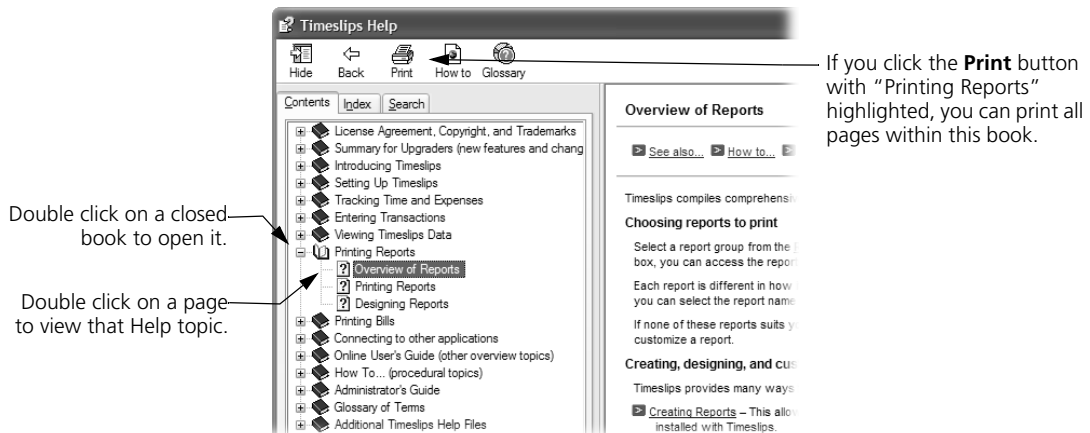 Timeslips Help
Hide Back Print How to Glossary
Contents Index Search
License Agreement, Copyright, and Trademarks
Summary for Upgraders (new features and chang
Introducing Timeslips
Setting Up Timeslips
Tracking Time and Expenses
Entering Transactions
Viewing Timeslips Data
Printing Reports
Overview of Reports
Printing Reports
Designing Reports
Printing Bills
Connecting to other applications
Online User's Guide (other overview topics)
How To... (procedural topics)
Administrator's Guide
Glossary of Terms
Additional Timeslips Help Files
Overview of Reports
See also... How to...
Timeslips compiles comprehensiv
Choosing reports to print
Select a report group from the
box, you can access the report
Each report is different in how
you can select the report name
If none of these reports suits y
customize a report.
Creating, designing, and cus
Timeslips provides many ways
Creating Reports – This allo
installed with Timeslips.
If you click the Print button
with “Printing Reports”
highlighted, you can print all
pages within this book.
Double click on a closed
book to open it.
Double click on a page
to view that Help topic.